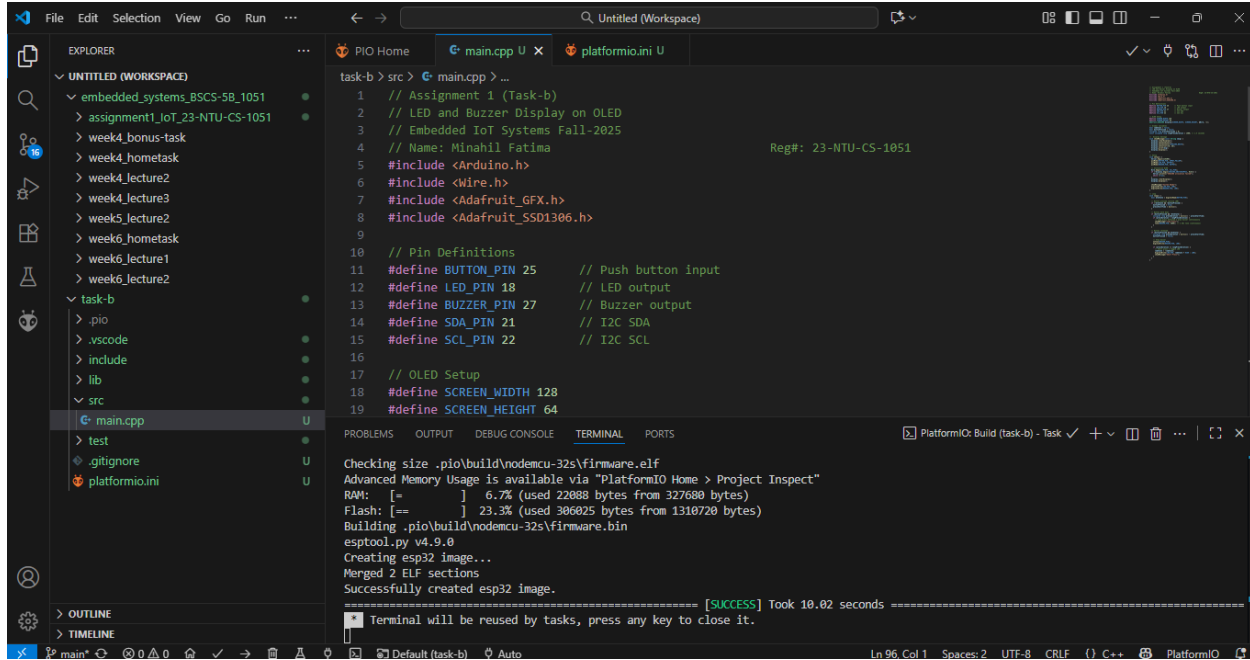 File Edit Selection View Go Run ··· Untitled (Workspace)
EXPLORER ···
UNTITLED (WORKSPACE)
embedded_systems_BSCS-5B_1051
assignment1_IoT_23-NTU-CS-1051
week4_bonus-task
week4_hometask
week4_lecture2
week4_lecture3
week5_lecture2
week6_hometask
week6_lecture1
week6_lecture2
task-b
.pio
.vscode
include
lib
src
main.cpp U
test
.gitignore U
platformio.ini U
OUTLINE
TIMELINE
16
PIO Home main.cpp U platformio.ini U
task-b > src > main.cpp > ...
1 // Assignment 1 (Task-b)
2 // LED and Buzzer Display on OLED
3 // Embedded IoT Systems Fall-2025
4 // Name: Minahil Fatima Reg#: 23-NTU-CS-1051
5 #include <Arduino.h>
6 #include <Wire.h>
7 #include <Adafruit_GFX.h>
8 #include <Adafruit_SSD1306.h>
9
10 // Pin Definitions
11 #define BUTTON_PIN 25 // Push button input
12 #define LED_PIN 18 // LED output
13 #define BUZZER_PIN 27 // Buzzer output
14 #define SDA_PIN 21 // I2C SDA
15 #define SCL_PIN 22 // I2C SCL
16
17 // OLED Setup
18 #define SCREEN_WIDTH 128
19 #define SCREEN_HEIGHT 64
PROBLEMS OUTPUT DEBUG CONSOLE TERMINAL PORTS PlatformIO: Build (task-b) - Task
Checking size .pio\build\nodemcu-32s\firmware.elf
Advanced Memory Usage is available via "PlatformIO Home > Project Inspect"
RAM: [= ] 6.7% (used 22088 bytes from 327680 bytes)
Flash: [== ] 23.3% (used 306025 bytes from 1310720 bytes)
Building .pio\build\nodemcu-32s\firmware.bin
esptool.py v4.9.0
Creating esp32 image...
Merged 2 ELF sections
Successfully created esp32 image.
[SUCCESS] Took 10.02 seconds
* Terminal will be reused by tasks, press any key to close it.
main* 0 0 0 Default (task-b) Auto Ln 96, Col 1 Spaces: 2 UTF-8 CRLF {} C++ PlatformIO